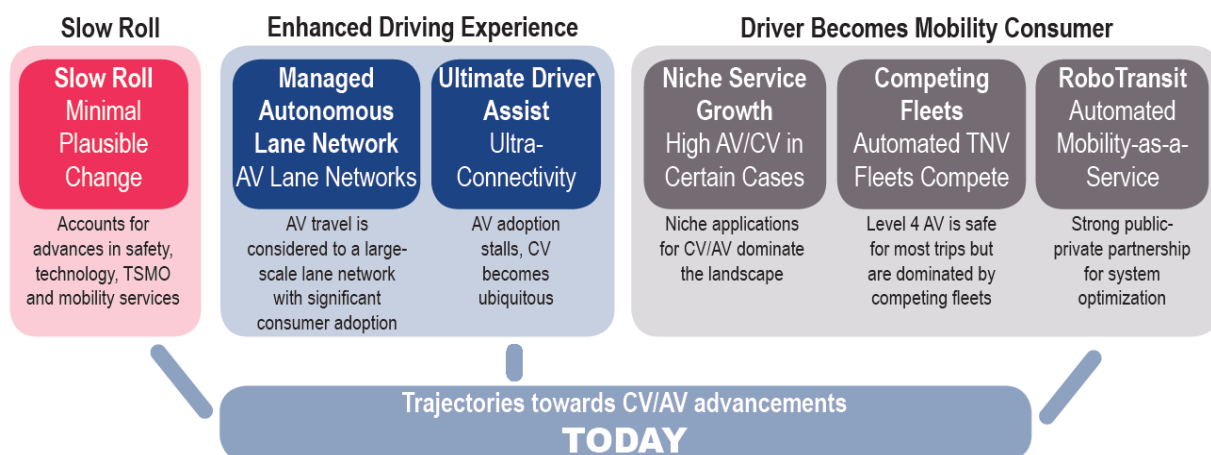 Slow Roll
Slow Roll
Minimal
Plausible
Change
Accounts for
advances in safety,
technology, TSMO
and mobility services
Enhanced Driving Experience
Managed
Autonomous
Lane Network
AV Lane Networks
AV travel is
considered to a large-
scale lane network
with significant
consumer adoption
Ultimate Driver
Assist
Ultra-
Connectivity
AV adoption
stalls, CV
becomes
ubiquitous
Driver Becomes Mobility Consumer
Niche Service
Growth
High AV/CV in
Certain Cases
Niche applications
for CV/AV dominate
the landscape
Competing
Fleets
Automated TNV
Fleets Compete
Level 4 AV is safe
for most trips but
are dominated by
competing fleets
RoboTransit
Automated
Mobility-as-a-
Service
Strong public-
private partnership
for system
optimization
Trajectories towards CV/AV advancements
TODAY